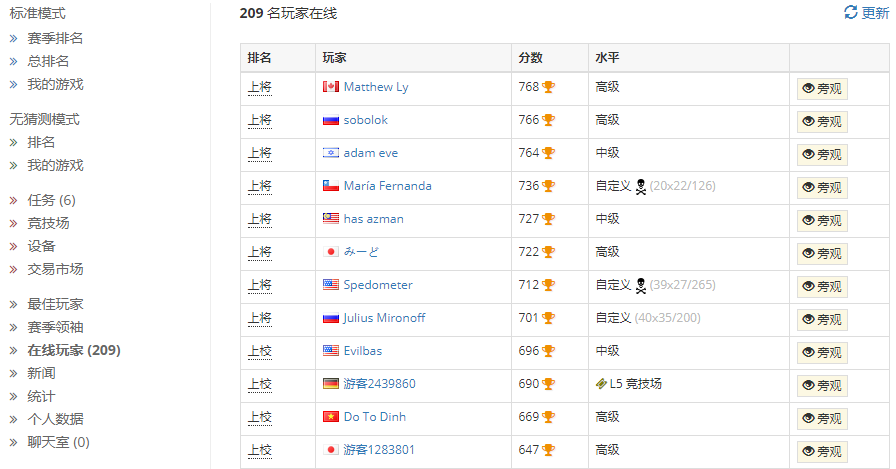 标准模式
赛季排名
总排名
我的游戏
无猜测模式
排名
我的游戏
任务 (6)
竞技场
设备
交易市场
最佳玩家
赛季领袖
在线玩家 (209)
新闻
统计
个人数据
聊天室 (0)
209 名玩家在线
更新
排名 玩家 分数 水平
上将 Matthew Ly 768 高级 旁观
上将 sobolok 766 高级 旁观
上将 adam eve 764 中级 旁观
上将 María Fernanda 736 自定义 (20x22/126) 旁观
上将 has azman 727 中级 旁观
上将 みーど 722 高级 旁观
上将 Spedometer 712 自定义 (39x27/265) 旁观
上将 Julius Mironoff 701 自定义 (40x35/200) 旁观
上校 Evilbas 696 中级 旁观
上校 游客2439860 690 L5 竞技场 旁观
上校 Do To Dinh 669 高级 旁观
上校 游客1283801 647 高级 旁观